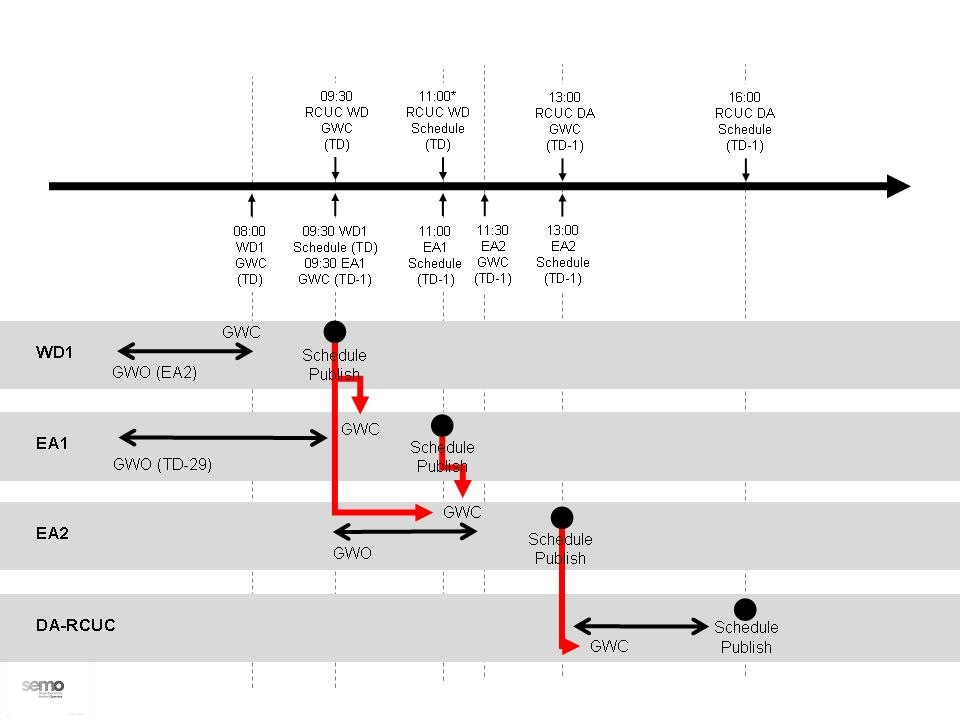 09:30
RCUC WD
GWC
(TD)
11:00*
RCUC WD
Schedule
(TD)
13:00
RCUC DA
GWC
(TD-1)
16:00
RCUC DA
Schedule
(TD-1)
08:00
WD1
GWC
(TD)
09:30 WD1
Schedule (TD)
09:30 EA1
GWC (TD-1)
11:00
EA1
Schedule
(TD-1)
11:30
EA2
GWC
(TD-1)
13:00
EA2
Schedule
(TD-1)
WD1
GWC
GWO (EA2)
Schedule
Publish
EA1
GWO (TD-29)
GWC
Schedule
Publish
EA2
GWO
GWC
Schedule
Publish
DA-RCUC
GWC
Schedule
Publish
semo